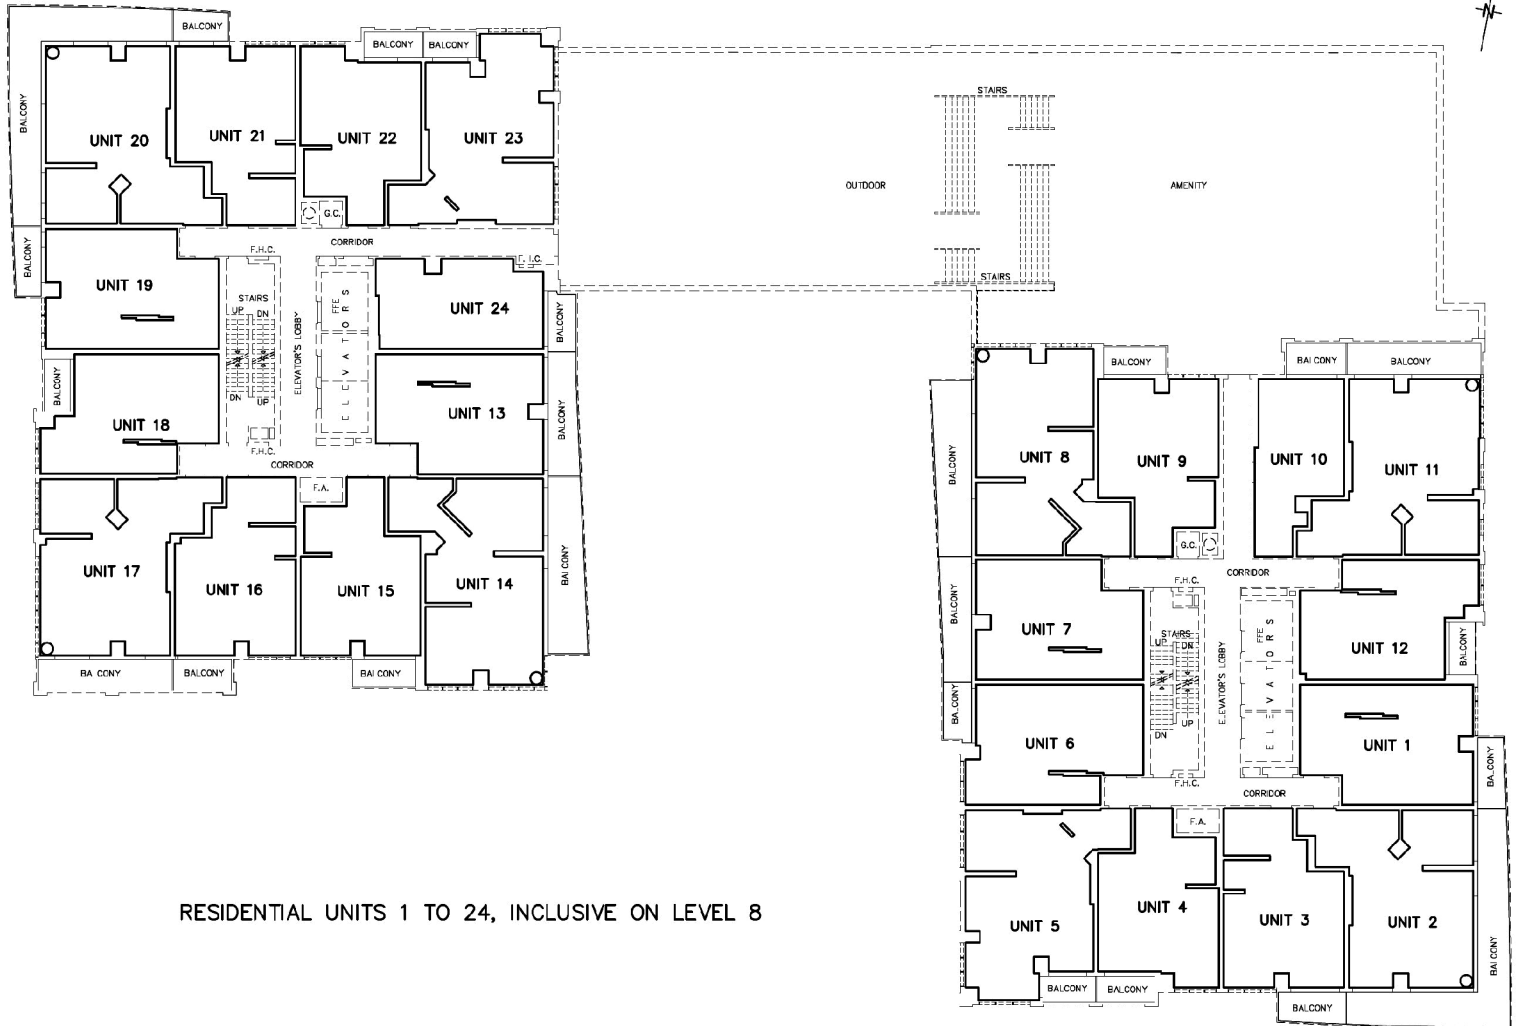 N
BALCONY
BALCONY
BALCONY
BALCONY
UNIT 20
UNIT 21
UNIT 22
UNIT 23
STAIRS
OUTDOOR
AMENITY
STAIRS
G.C.
CORRIDOR
F.H.C.
BALCONY
UNIT 19
STAIRS
UP
DN
ELEVATOR'S LOBBY
ELEVATORS
UNIT 24
BALCONY
BALCONY
UNIT 18
DN
UP
F.H.C.
UNIT 13
BALCONY
CORRIDOR
F.A.
UNIT 17
UNIT 16
UNIT 15
UNIT 14
BALCONY
BA CONY
BALCONY
BALCONY
BALCONY
BALCONY
BALCONY
BALCONY
UNIT 8
UNIT 9
UNIT 10
UNIT 11
G.C.
CORRIDOR
F.H.C.
BALCONY
UNIT 7
STAIRS
UP
DN
ELEVATOR'S LOBBY
ELEVATORS
UNIT 12
BALCONY
BALCONY
UNIT 6
UP
DN
F.H.C.
UNIT 1
BALCONY
CORRIDOR
F.A.
UNIT 5
UNIT 4
UNIT 3
UNIT 2
BALCONY
BALCONY
BALCONY
BALCONY
RESIDENTIAL UNITS 1 TO 24, INCLUSIVE ON LEVEL 8